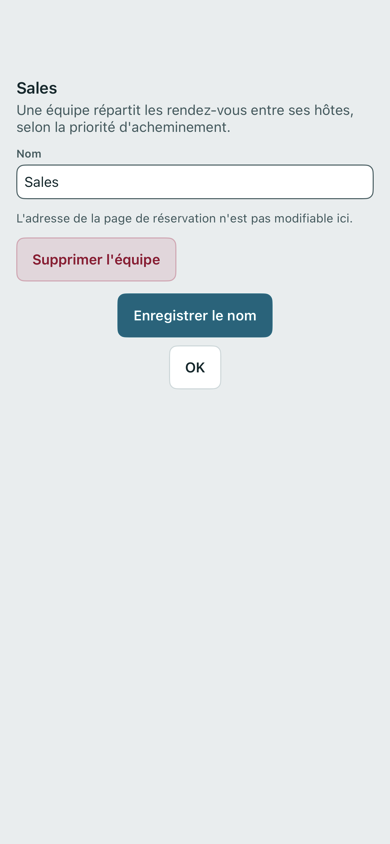 Sales
Une équipe répartit les rendez-vous entre ses hôtes,
selon la priorité d'acheminement.
Nom
Sales
L'adresse de la page de réservation n'est pas modifiable ici.
Supprimer l'équipe
Enregistrer le nom
OK